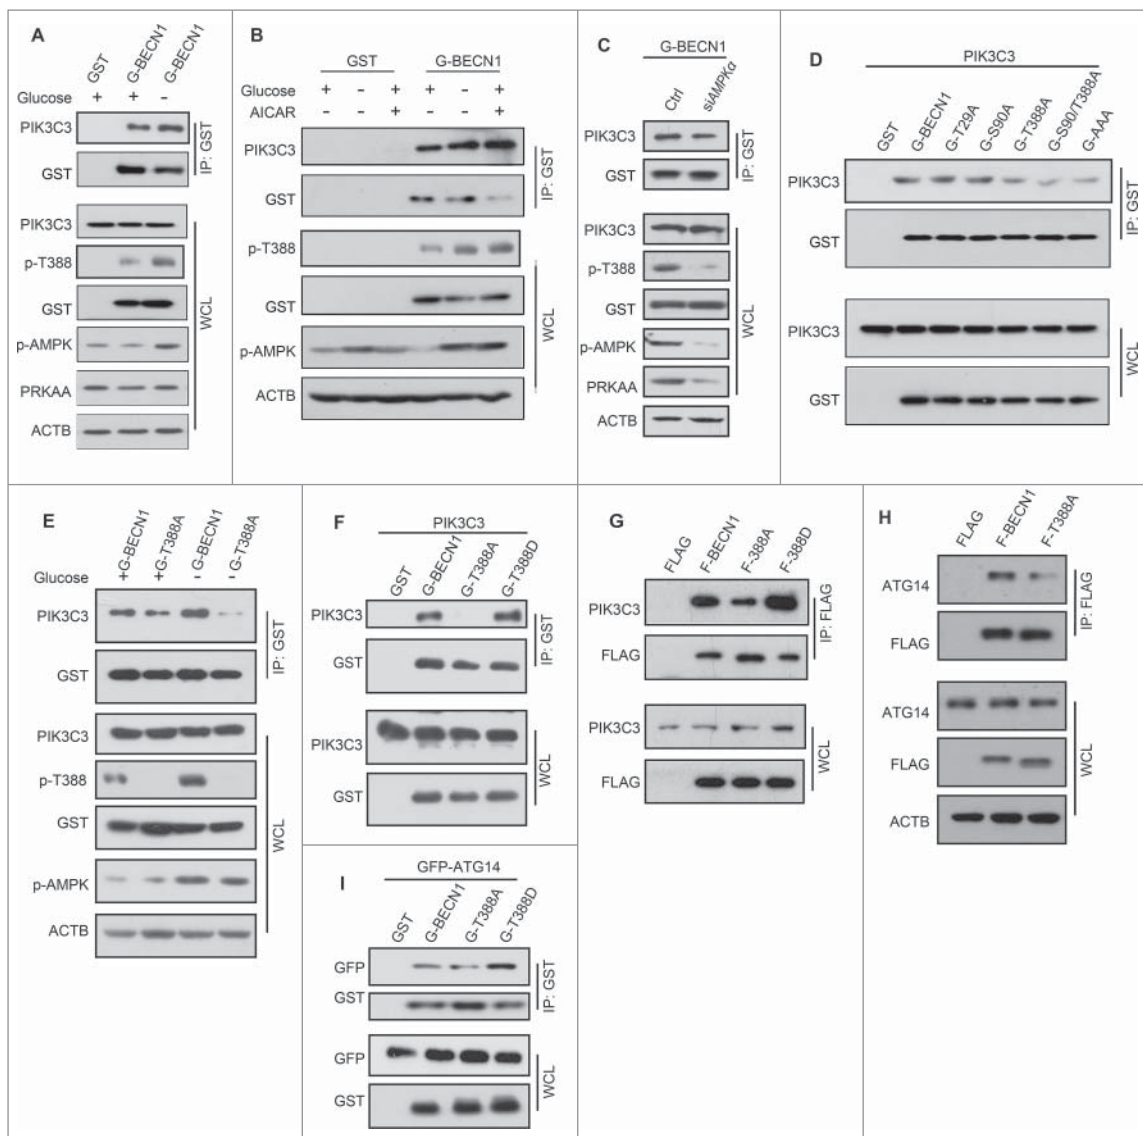 A
GST
G-BECN1
G-BECN1
Glucose + + −
PIK3C3
GST
IP: GST
PIK3C3
p-T388
GST
p-AMPK
PRKAA
ACTB
WCL
B
GST G-BECN1
Glucose + − + + − +
AICAR − − + − − +
PIK3C3
GST
IP: GST
p-T388
GST
p-AMPK
ACTB
WCL
C
G-BECN1
Ctrl
siAMPKα
PIK3C3
GST
IP: GST
PIK3C3
p-T388
GST
p-AMPK
PRKAA
ACTB
WCL
D
PIK3C3
GST
G-BECN1
G-T29A
G-S90A
G-T388A
G-S90/T388A
G-AAA
PIK3C3
GST
IP: GST
PIK3C3
GST
WCL
E
G-BECN1
G-T388A
G-BECN1
G-T388A
Glucose + + − −
PIK3C3
GST
IP: GST
PIK3C3
p-T388
GST
p-AMPK
ACTB
WCL
F
PIK3C3
GST
G-BECN1
G-T388A
G-T388D
PIK3C3
GST
IP: GST
PIK3C3
GST
WCL
G
FLAG
F-BECN1
F-388A
F-388D
PIK3C3
FLAG
IP: FLAG
PIK3C3
FLAG
WCL
H
FLAG
F-BECN1
F-T388A
ATG14
FLAG
IP: FLAG
ATG14
FLAG
ACTB
WCL
I
GFP-ATG14
GST
G-BECN1
G-T388A
G-T388D
GFP
GST
IP: GST
GFP
GST
WCL